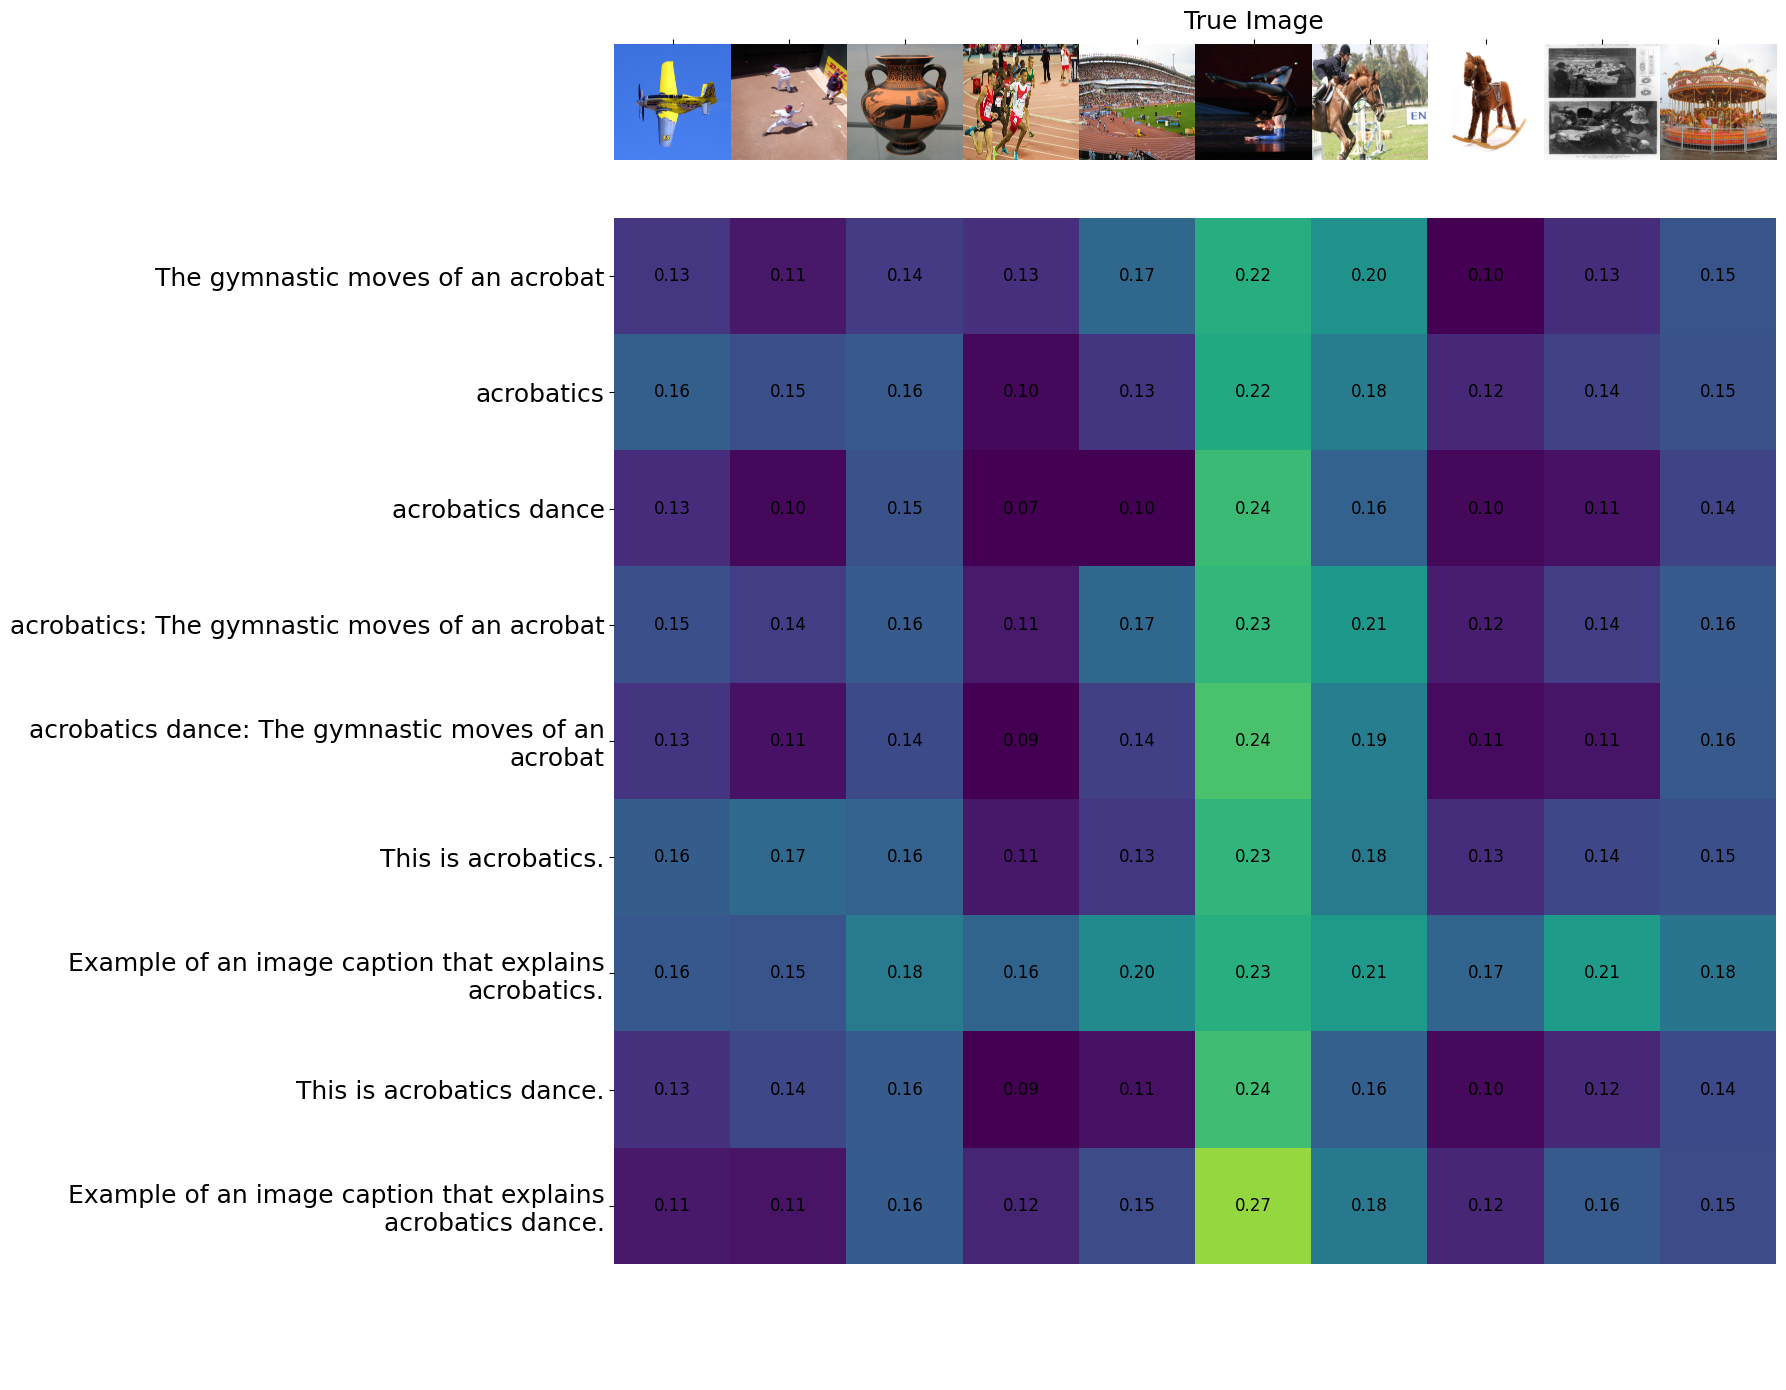 True Image
The gymnastic moves of an acrobat
0.13 0.11 0.14 0.13 0.17 0.22 0.20 0.10 0.13 0.15
acrobatics
0.16 0.15 0.16 0.10 0.13 0.22 0.18 0.12 0.14 0.15
acrobatics dance
0.13 0.10 0.15 0.07 0.10 0.24 0.16 0.10 0.11 0.14
acrobatics: The gymnastic moves of an acrobat
0.15 0.14 0.16 0.11 0.17 0.23 0.21 0.12 0.14 0.16
acrobatics dance: The gymnastic moves of an
acrobat
0.13 0.11 0.14 0.09 0.14 0.24 0.19 0.11 0.11 0.16
This is acrobatics.
0.16 0.17 0.16 0.11 0.13 0.23 0.18 0.13 0.14 0.15
Example of an image caption that explains
acrobatics.
0.16 0.15 0.18 0.16 0.20 0.23 0.21 0.17 0.21 0.18
This is acrobatics dance.
0.13 0.14 0.16 0.09 0.11 0.24 0.16 0.10 0.12 0.14
Example of an image caption that explains
acrobatics dance.
0.11 0.11 0.16 0.12 0.15 0.27 0.18 0.12 0.16 0.15